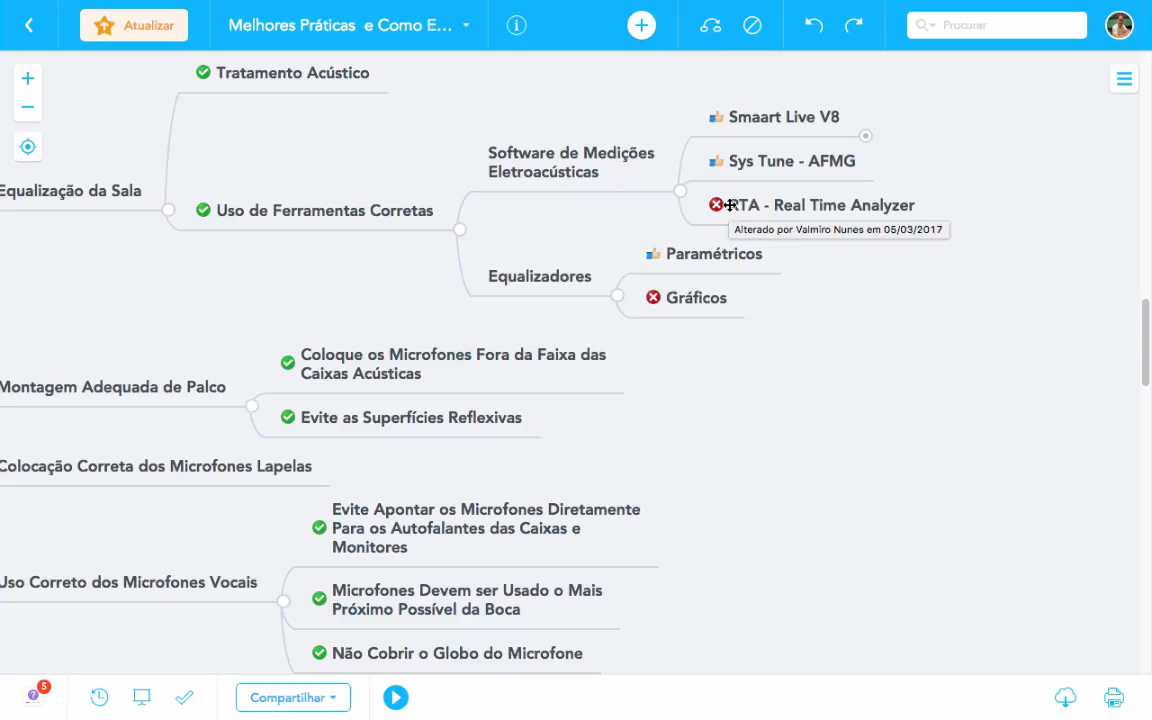 Atualizar
Melhores Práticas e Como E...
Procurar
Tratamento Acústico
Smaart Live V8
Software de Medições
Eletroacústicas
Sys Tune - AFMG
Equalização da Sala
Uso de Ferramentas Corretas
RTA - Real Time Analyzer
Alterado por Valmiro Nunes em 05/03/2017
Paramétricos
Equalizadores
Gráficos
Coloque os Microfones Fora da Faixa das
Caixas Acústicas
Montagem Adequada de Palco
Evite as Superfícies Reflexivas
Colocação Correta dos Microfones Lapelas
Evite Apontar os Microfones Diretamente
Para os Autofalantes das Caixas e
Monitores
Uso Correto dos Microfones Vocais
Microfones Devem ser Usado o Mais
Próximo Possível da Boca
Não Cobrir o Globo do Microfone
5
Compartilhar